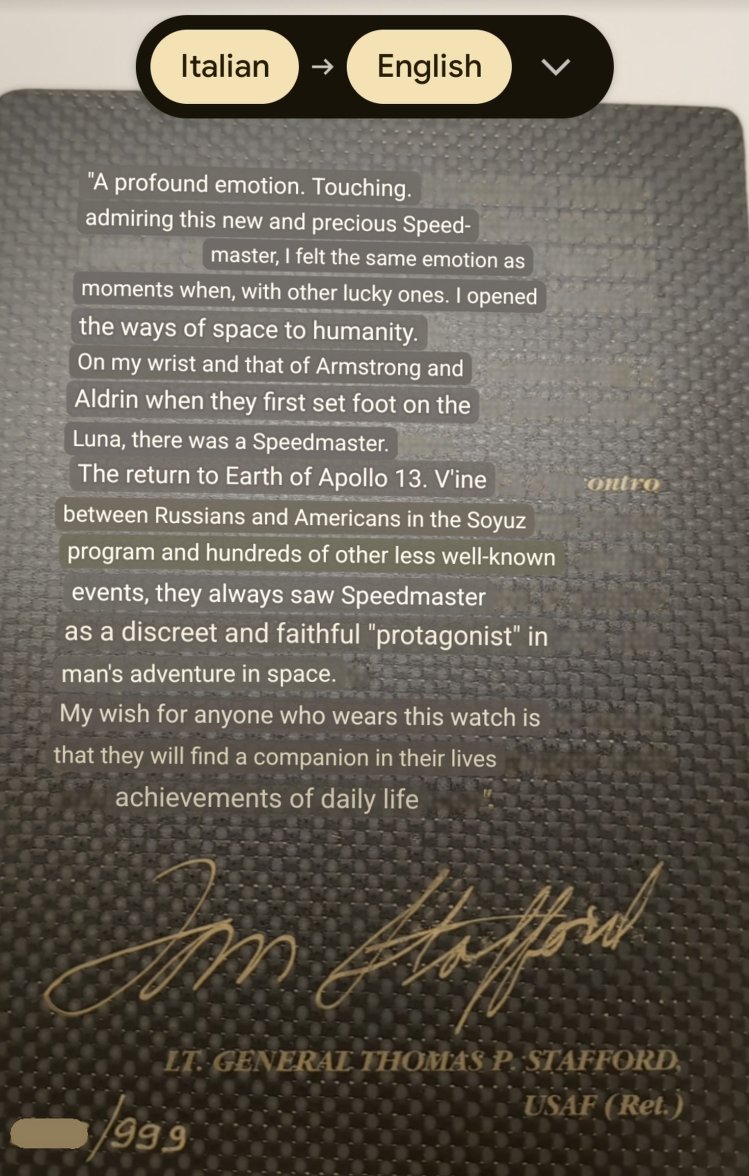 Italian → English
"A profound emotion. Touching.
admiring this new and precious Speed-
master, I felt the same emotion as
moments when, with other lucky ones. I opened
the ways of space to humanity.
On my wrist and that of Armstrong and
Aldrin when they first set foot on the
Luna, there was a Speedmaster.
The return to Earth of Apollo 13. V'ine ontro
between Russians and Americans in the Soyuz
program and hundreds of other less well-known
events, they always saw Speedmaster
as a discreet and faithful "protagonist" in
man's adventure in space.
My wish for anyone who wears this watch is
that they will find a companion in their lives
achievements of daily life ".
Tom Stafford
LT. GENERAL THOMAS P. STAFFORD,
USAF (Ret.)
/999